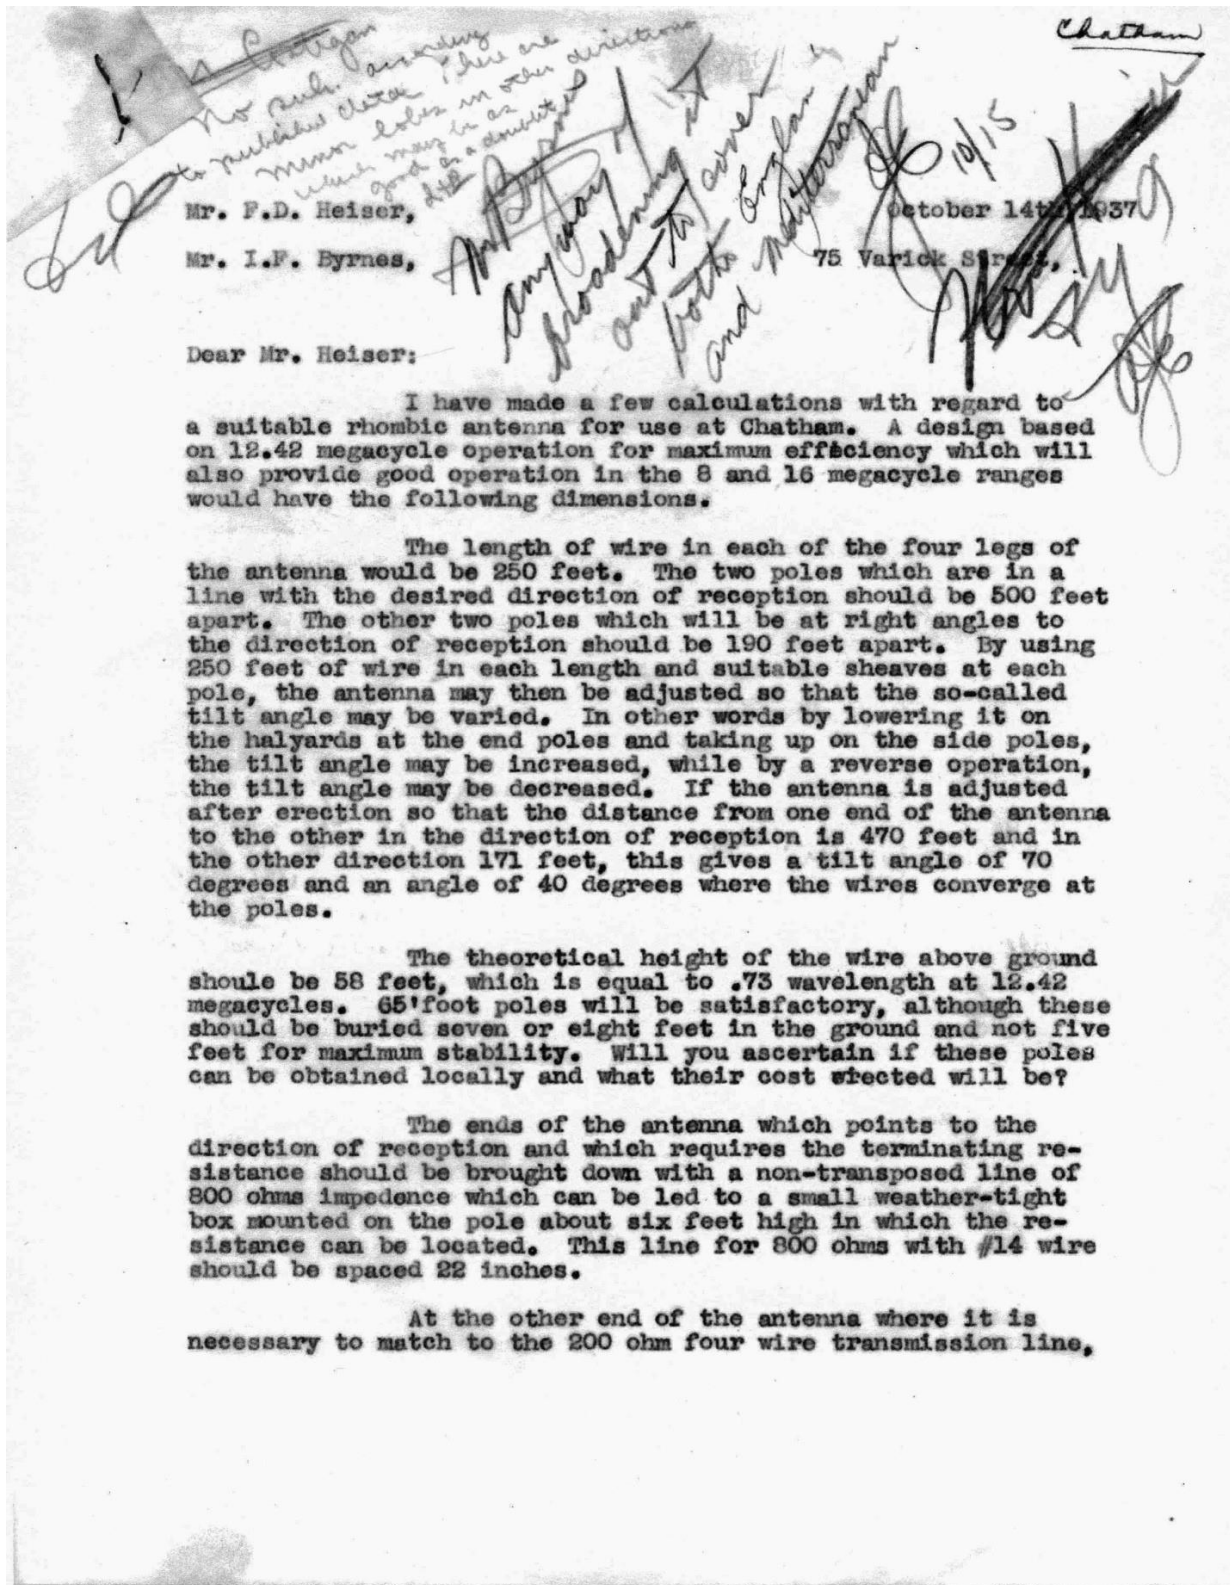 Chatham
No sub. according
to published data There are
minor lobes in other directions
which may be as
good as a doublet
Mr Byrnes
any way it
broadening
out to cover
both England
and Mediterranean
10/15
Mr. F.D. Heiser,
October 14th, 1937
Mr. I.F. Byrnes,
75 Varick Street,
Dear Mr. Heiser:
I have made a few calculations with regard to
a suitable rhombic antenna for use at Chatham. A design based
on 12.42 megacycle operation for maximum efficiency which will
also provide good operation in the 8 and 16 megacycle ranges
would have the following dimensions.
The length of wire in each of the four legs of
the antenna would be 250 feet. The two poles which are in a
line with the desired direction of reception should be 500 feet
apart. The other two poles which will be at right angles to
the direction of reception should be 190 feet apart. By using
250 feet of wire in each length and suitable sheaves at each
pole, the antenna may then be adjusted so that the so-called
tilt angle may be varied. In other words by lowering it on
the halyards at the end poles and taking up on the side poles,
the tilt angle may be increased, while by a reverse operation,
the tilt angle may be decreased. If the antenna is adjusted
after erection so that the distance from one end of the antenna
to the other in the direction of reception is 470 feet and in
the other direction 171 feet, this gives a tilt angle of 70
degrees and an angle of 40 degrees where the wires converge at
the poles.
The theoretical height of the wire above ground
shoule be 58 feet, which is equal to .73 wavelength at 12.42
megacycles. 65'foot poles will be satisfactory, although these
should be buried seven or eight feet in the ground and not five
feet for maximum stability. Will you ascertain if these poles
can be obtained locally and what their cost erected will be?
The ends of the antenna which points to the
direction of reception and which requires the terminating re-
sistance should be brought down with a non-transposed line of
800 ohms impedence which can be led to a small weather-tight
box mounted on the pole about six feet high in which the re-
sistance can be located. This line for 800 ohms with #14 wire
should be spaced 22 inches.
At the other end of the antenna where it is
necessary to match to the 200 ohm four wire transmission line,